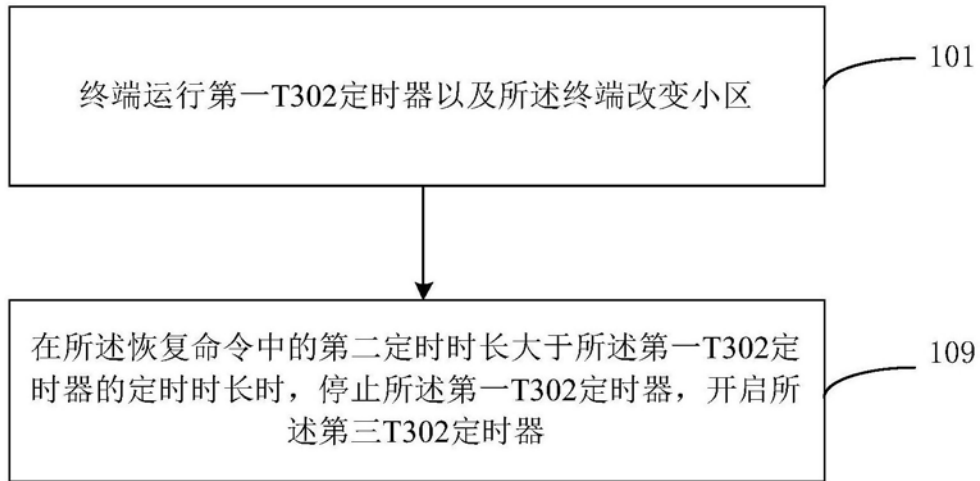 终端运行第一T302定时器以及所述终端改变小区
101
在所述恢复命令中的第二定时时长大于所述第一T302定
时器的定时时长时，停止所述第一T302定时器，开启所
述第三T302定时器
109